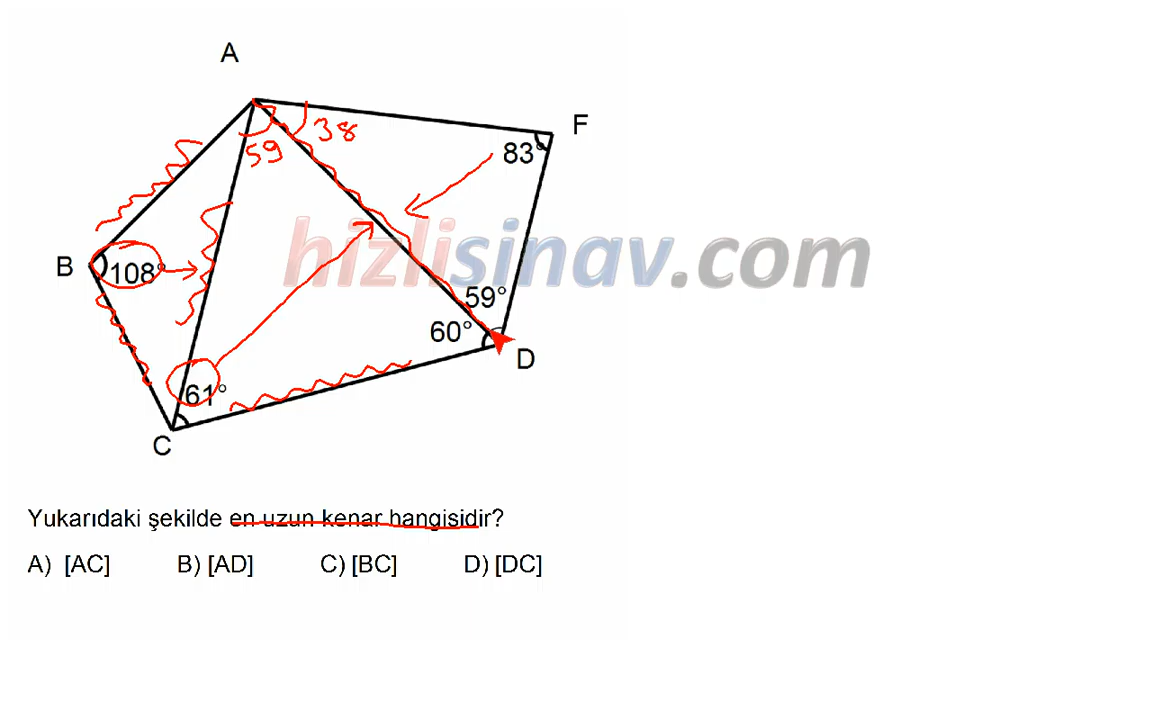 A
F
38
59
83°
hizlisinav.com
B
108°
59°
60°
D
61°
C
Yukarıdaki şekilde en uzun kenar hangisidir?
A) [AC] B) [AD] C) [BC] D) [DC]